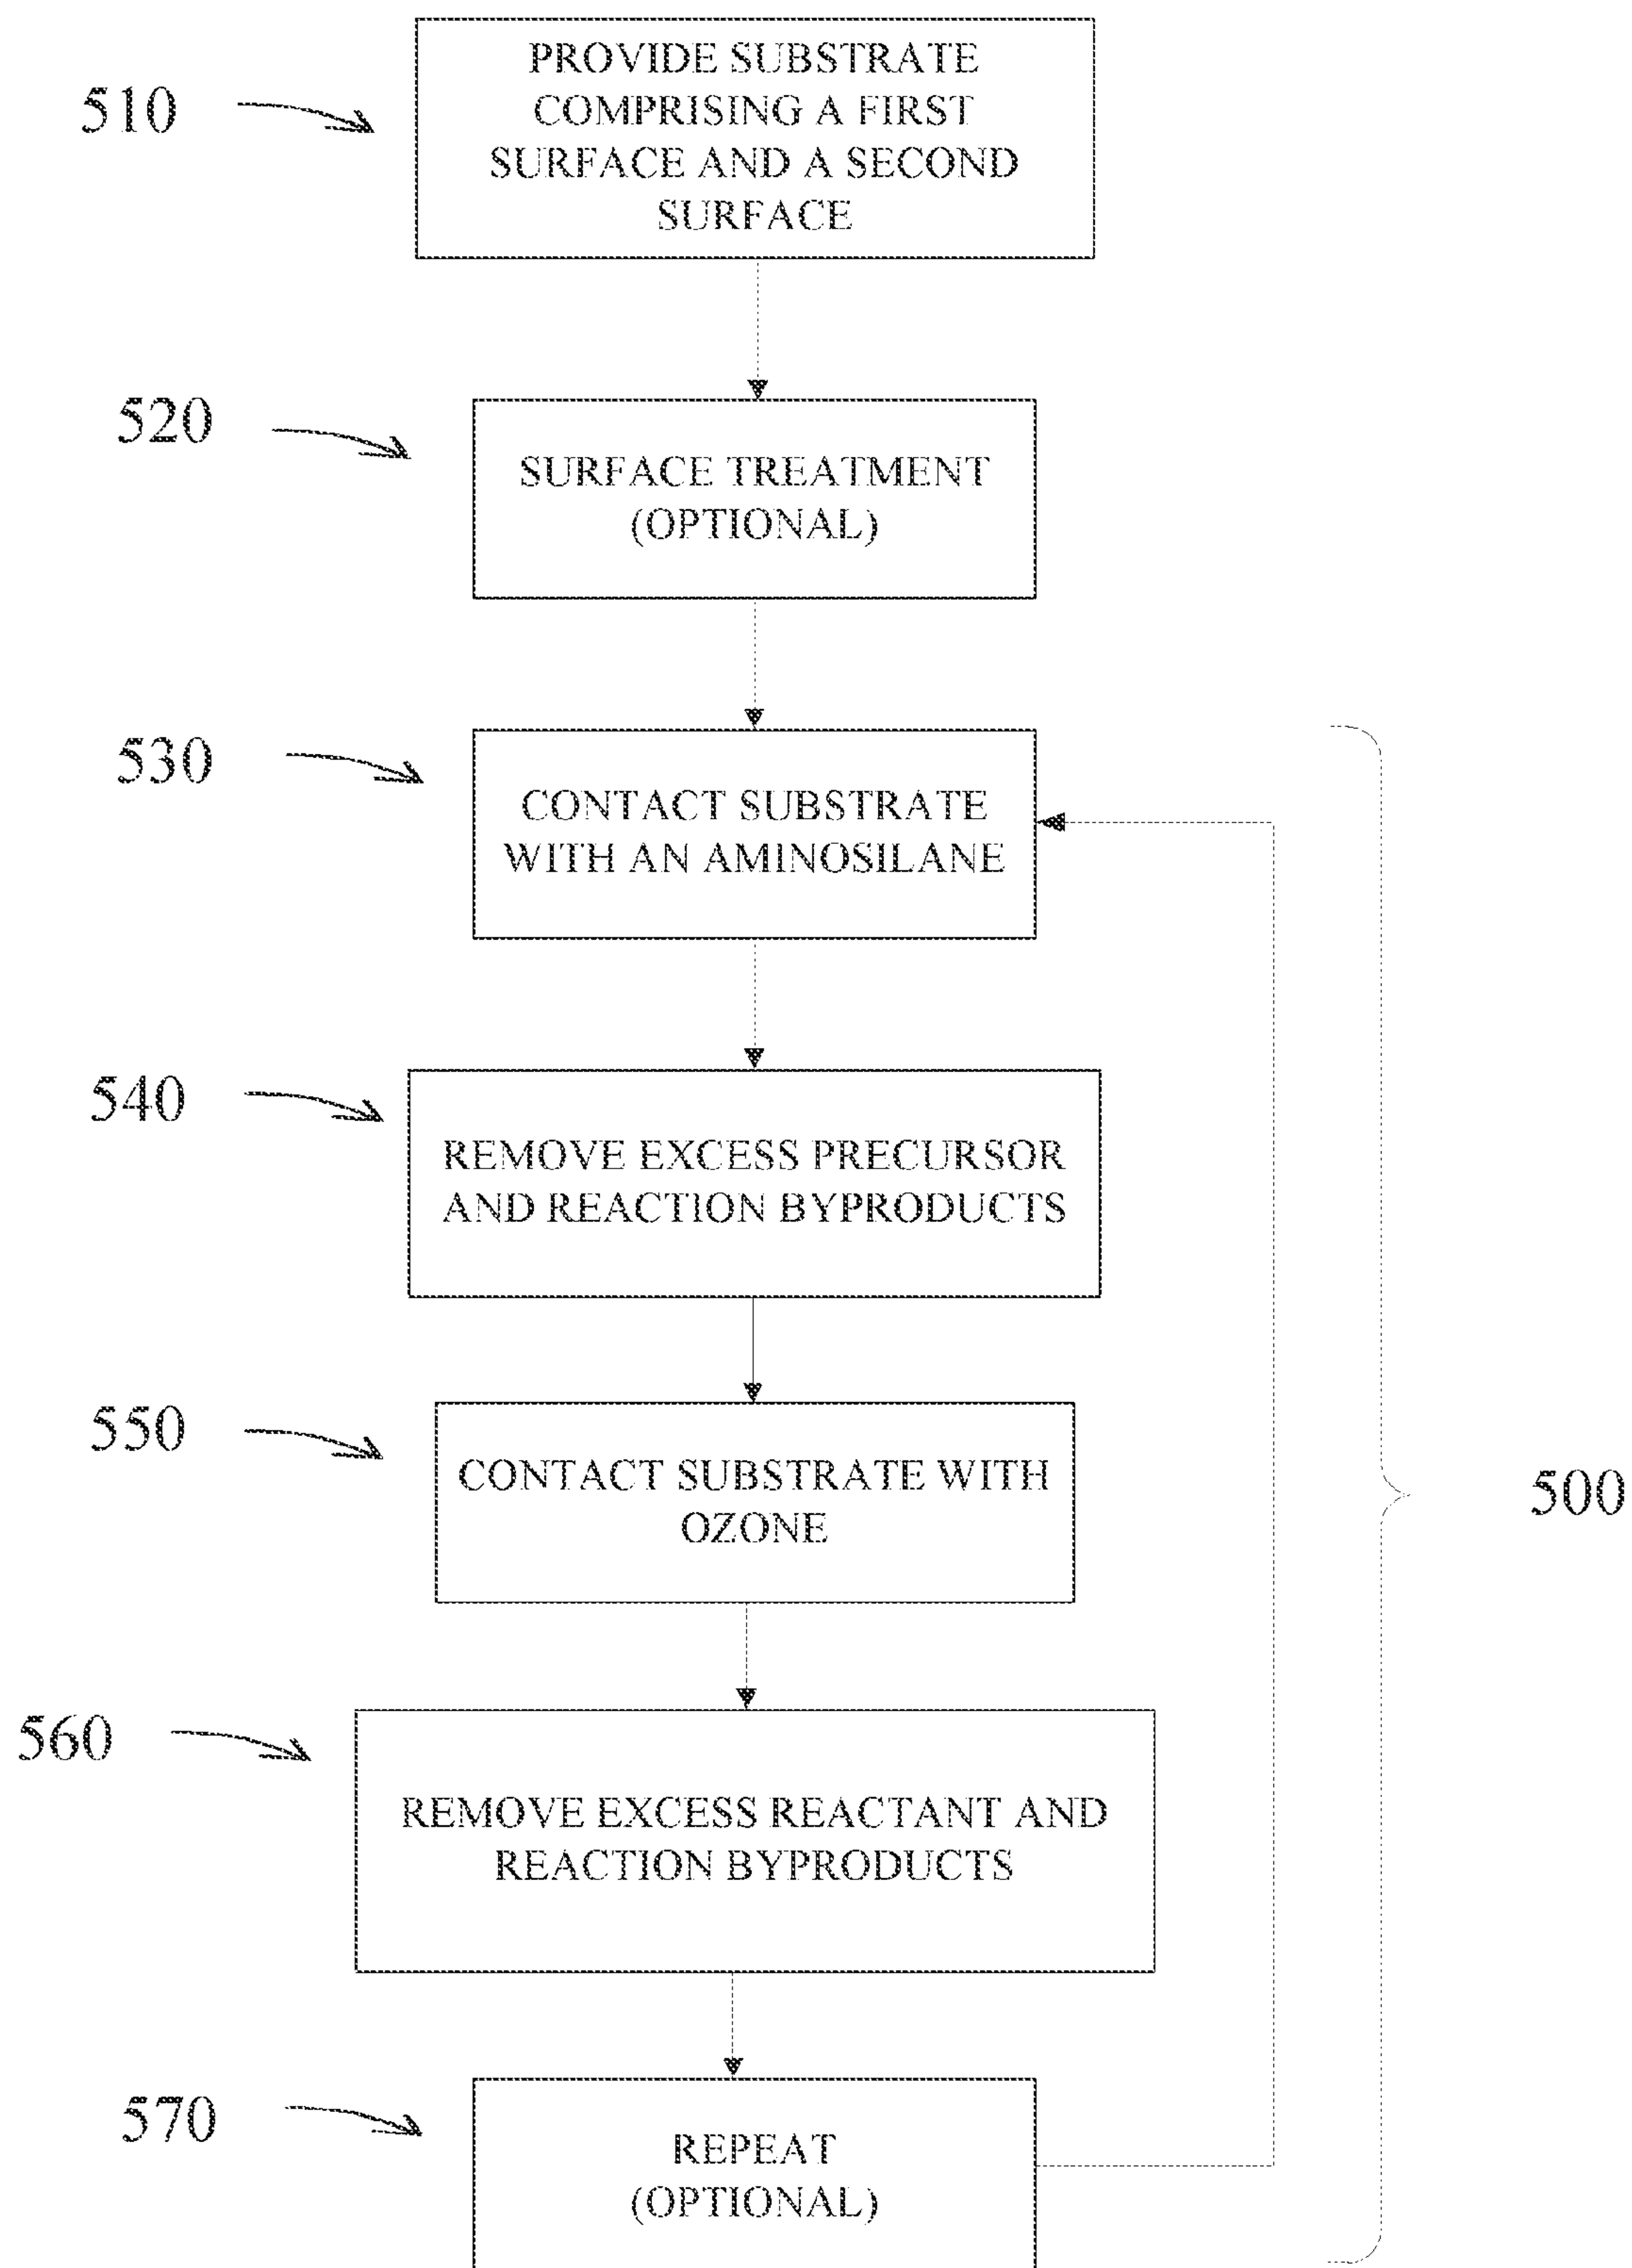 510
PROVIDE SUBSTRATE
COMPRISING A FIRST
SURFACE AND A SECOND
SURFACE
520
SURFACE TREATMENT
(OPTIONAL)
530
CONTACT SUBSTRATE
WITH AN AMINOSILANE
540
REMOVE EXCESS PRECURSOR
AND REACTION BYPRODUCTS
550
CONTACT SUBSTRATE WITH
OZONE
500
560
REMOVE EXCESS REACTANT AND
REACTION BYPRODUCTS
570
REPEAT
(OPTIONAL)